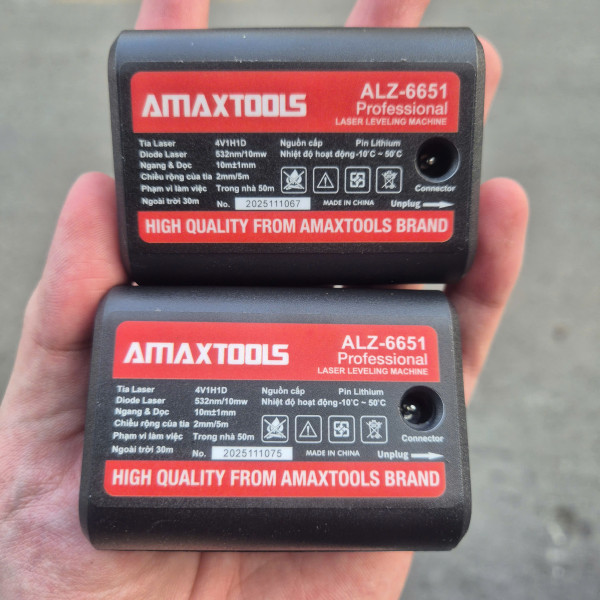 AMAXTOOLS
ALZ-6651
Professional
LASER LEVELING MACHINE
Tia Laser 4V1H1D Nguồn cấp Pin Lithium
Diode Laser 532nm/10mw Nhiệt độ hoạt động -10°C ~ 50°C
Ngang & Dọc 10m±1mm
Chiều rộng của tia 2mm/5m
Phạm vi làm việc Trong nhà 50m
Connector
Ngoài trời 30m No. 2025111067 MADE IN CHINA Unplug
HIGH QUALITY FROM AMAXTOOLS BRAND
AMAXTOOLS
ALZ-6651
Professional
LASER LEVELING MACHINE
Tia Laser 4V1H1D Nguồn cấp Pin Lithium
Diode Laser 532nm/10mw Nhiệt độ hoạt động -10°C ~ 50°C
Ngang & Dọc 10m±1mm
Chiều rộng của tia 2mm/5m
Phạm vi làm việc Trong nhà 50m
Connector
Ngoài trời 30m No. 2025111075 MADE IN CHINA Unplug
HIGH QUALITY FROM AMAXTOOLS BRAND